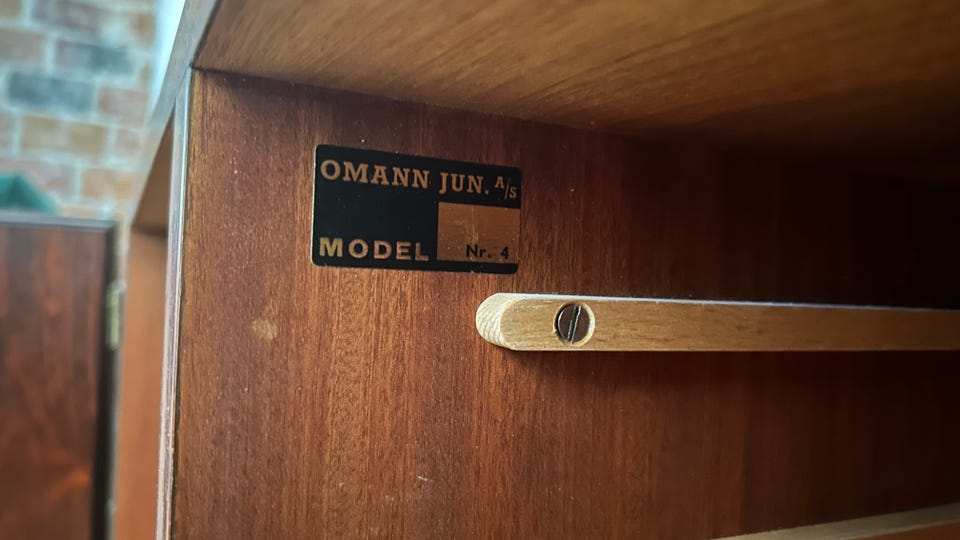 OMANN JUN. A/S
MODEL Nr. 4